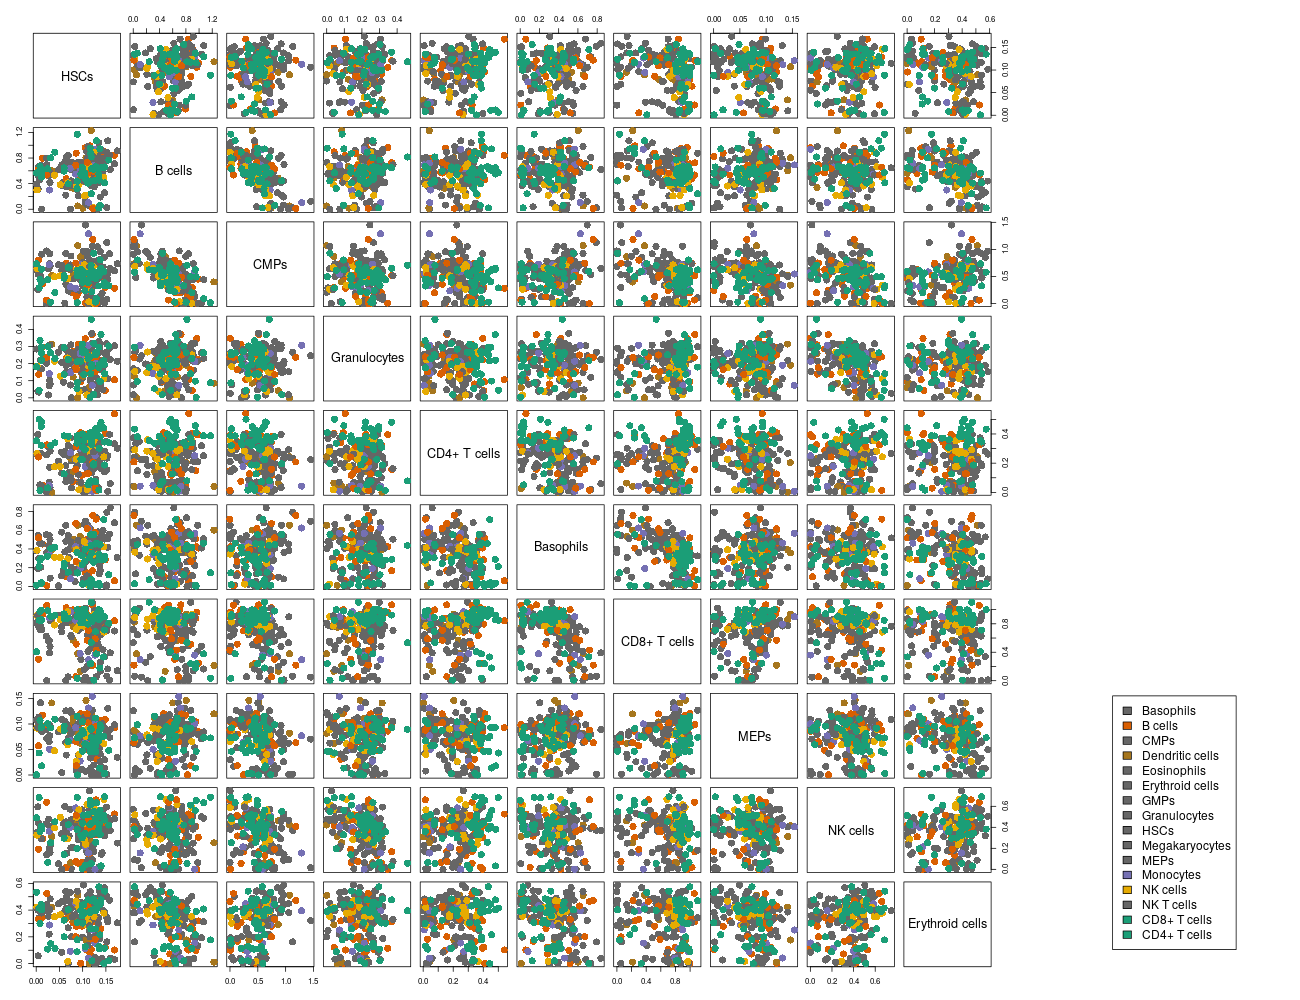 0.0 0.4 0.8 1.2 0.0 0.1 0.2 0.3 0.4 0.0 0.2 0.4 0.6 0.8 0.00 0.05 0.10 0.15 0.0 0.2 0.4 0.6
HSCs
0.00 0.05 0.10 0.15
B cells
0.0 0.4 0.8 1.2
CMPs
0.0 0.5 1.0 1.5
Granulocytes
0.0 0.1 0.2 0.3 0.4
CD4+ T cells
0.0 0.2 0.4
Basophils
0.0 0.2 0.4 0.6 0.8
CD8+ T cells
0.0 0.2 0.4 0.8
MEPs
0.00 0.05 0.10 0.15
NK cells
0.0 0.2 0.4 0.6
Erythroid cells
0.0 0.2 0.4 0.6
0.00 0.05 0.10 0.15 0.0 0.5 1.0 1.5 0.0 0.2 0.4 0.0 0.4 0.8 0.0 0.2 0.4 0.6
Basophils
B cells
CMPs
Dendritic cells
Eosinophils
Erythroid cells
GMPs
Granulocytes
HSCs
Megakaryocytes
MEPs
Monocytes
NK cells
NK T cells
CD8+ T cells
CD4+ T cells